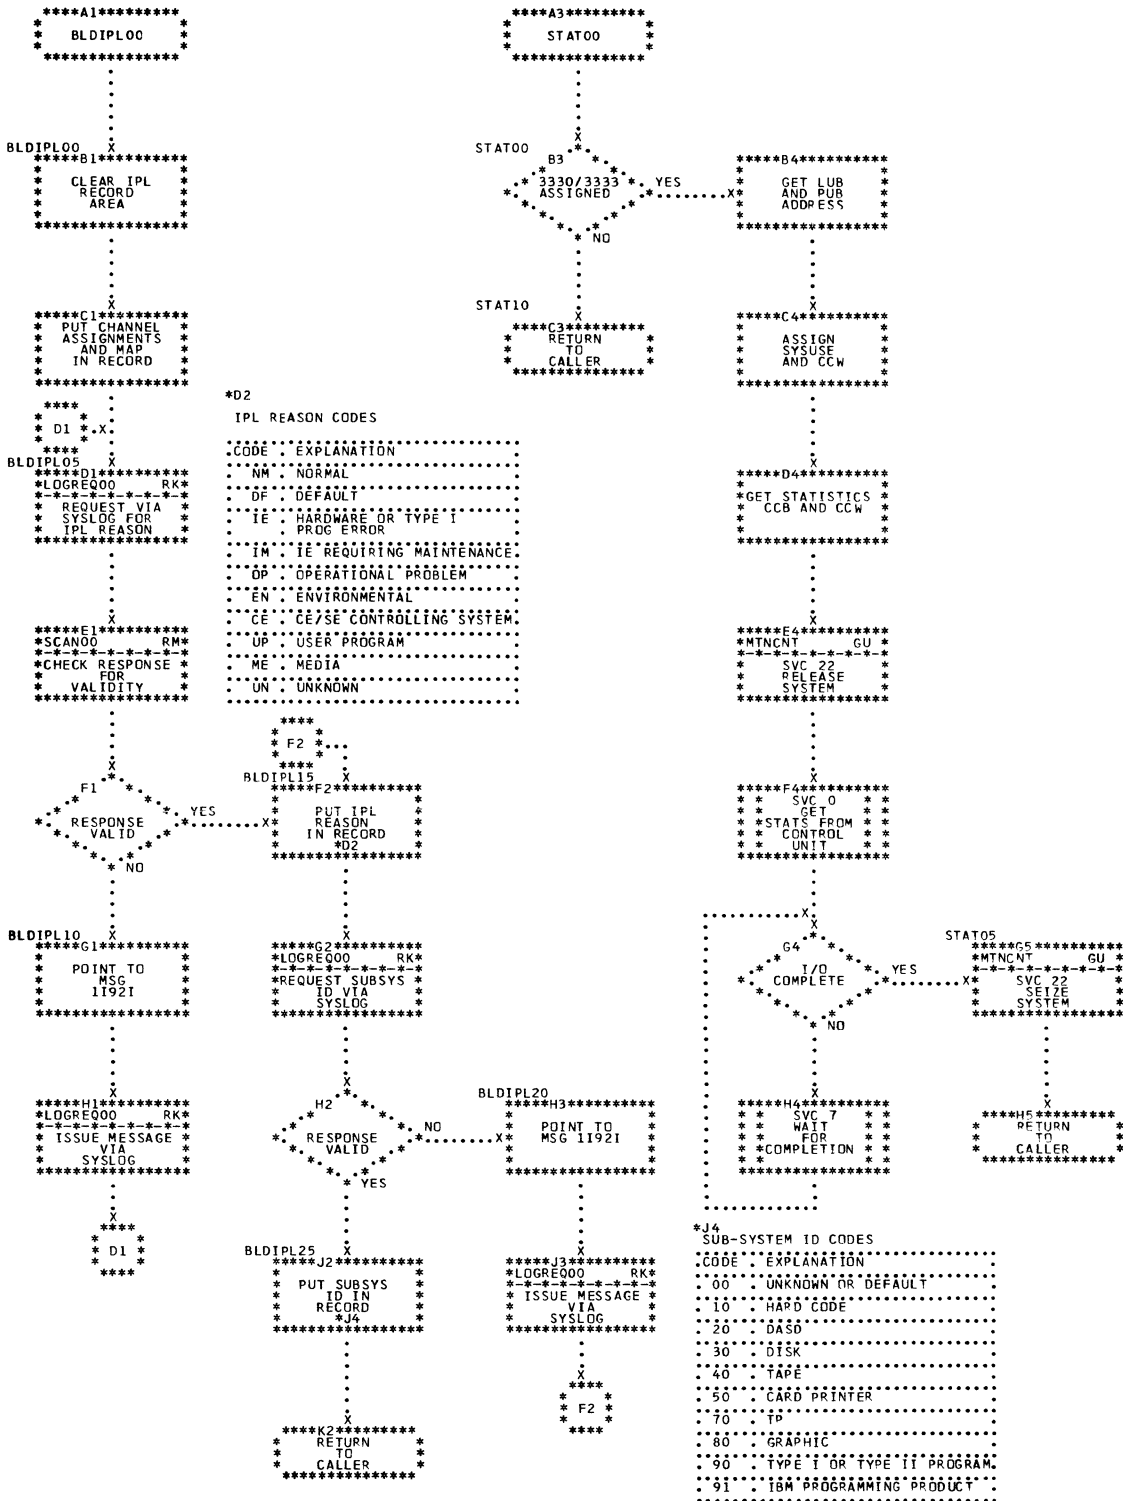 A1
BLDIPL00
BLDIPL00
B1
CLEAR IPL
RECORD
AREA
C1
PUT CHANNEL
ASSIGNMENTS
AND MAP
IN RECORD
D1
BLDIPL05
D1
LOGREQ00 RK
REQUEST VIA
SYSLOG FOR
IPL REASON
E1
SCAN00 RM
CHECK RESPONSE
FOR
VALIDITY
F1
RESPONSE
VALID
YES
NO
BLDIPL10
G1
POINT TO
MSG
1I92I
H1
LOGREQ00 RK
ISSUE MESSAGE
VIA
SYSLOG
D1
*D2
IPL REASON CODES
CODE . EXPLANATION
NM . NORMAL
DF . DEFAULT
IE . HARDWARE OR TYPE I
PROG ERROR
IM . IE REQUIRING MAINTENANCE
OP . OPERATIONAL PROBLEM
EN . ENVIRONMENTAL
CE . CE/SE CONTROLLING SYSTEM
UP . USER PROGRAM
ME . MEDIA
UN . UNKNOWN
F2
BLDIPL15
F2
PUT IPL
REASON
IN RECORD
*D2
G2
LOGREQ00 RK
REQUEST SUBSYS
ID VIA
SYSLOG
H2
RESPONSE
VALID
NO
YES
BLDIPL25
J2
PUT SUBSYS
ID IN
RECORD
*J4
K2
RETURN
TO
CALLER
BLDIPL20
H3
POINT TO
MSG 1I92I
J3
LOGREQ00 RK
ISSUE MESSAGE
VIA
SYSLOG
F2
A3
STAT00
STAT00
B3
3330/3333
ASSIGNED
YES
NO
STAT10
C3
RETURN
TO
CALLER
B4
GET LUB
AND PUB
ADDRESS
C4
ASSIGN
SYSUSE
AND CCW
D4
GET STATISTICS
CCB AND CCW
E4
MTNCNT GU
SVC 22
RELEASE
SYSTEM
F4
SVC 0
GET
STATS FROM
CONTROL
UNIT
G4
I/O
COMPLETE
YES
NO
STAT05
G5
MTNCNT GU
SVC 22
SEIZE
SYSTEM
H4
SVC 7
WAIT
FOR
COMPLETION
H5
RETURN
TO
CALLER
*J4
SUB-SYSTEM ID CODES
CODE . EXPLANATION
00 . UNKNOWN OR DEFAULT
10 . HARD CODE
20 . DASD
30 . DISK
40 . TAPE
50 . CARD PRINTER
70 . TP
80 . GRAPHIC
90 . TYPE I OR TYPE II PROGRAM
91 . IBM PROGRAMMING PRODUCT